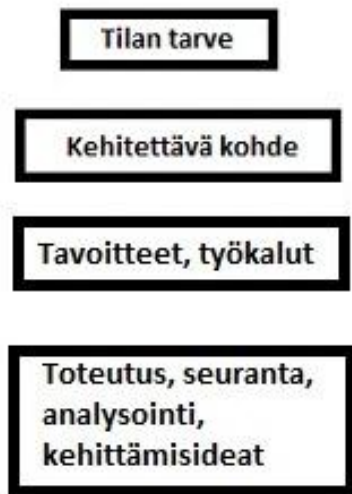 Tilan tarve
Kehitettävä kohde
Tavoitteet, työkalut
Toteutus, seuranta,
analysointi,
kehittämisideat